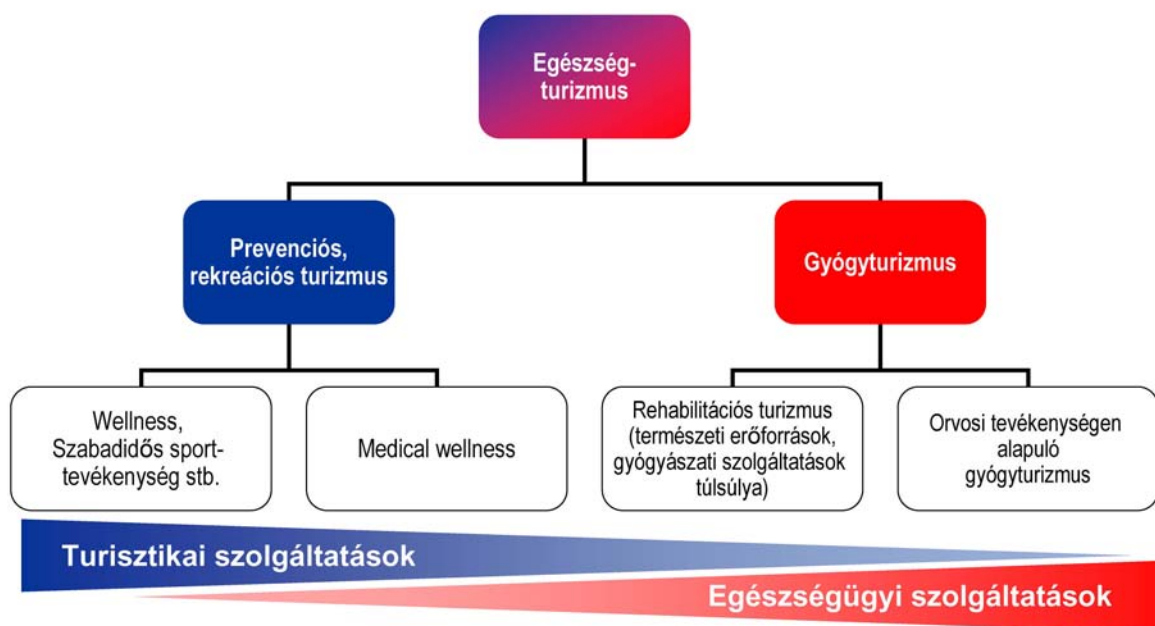 Egészség-
turizmus
Prevenciós,
rekreációs turizmus
Gyógyturizmus
Wellness,
Szabadidős sport-
tevékenység stb.
Medical wellness
Rehabilitációs turizmus
(természeti erőforrások,
gyógyászati szolgáltatások
túlsúlya)
Orvosi tevékenységen
alapuló
gyógyturizmus
Turisztikai szolgáltatások
Egészségügyi szolgáltatások